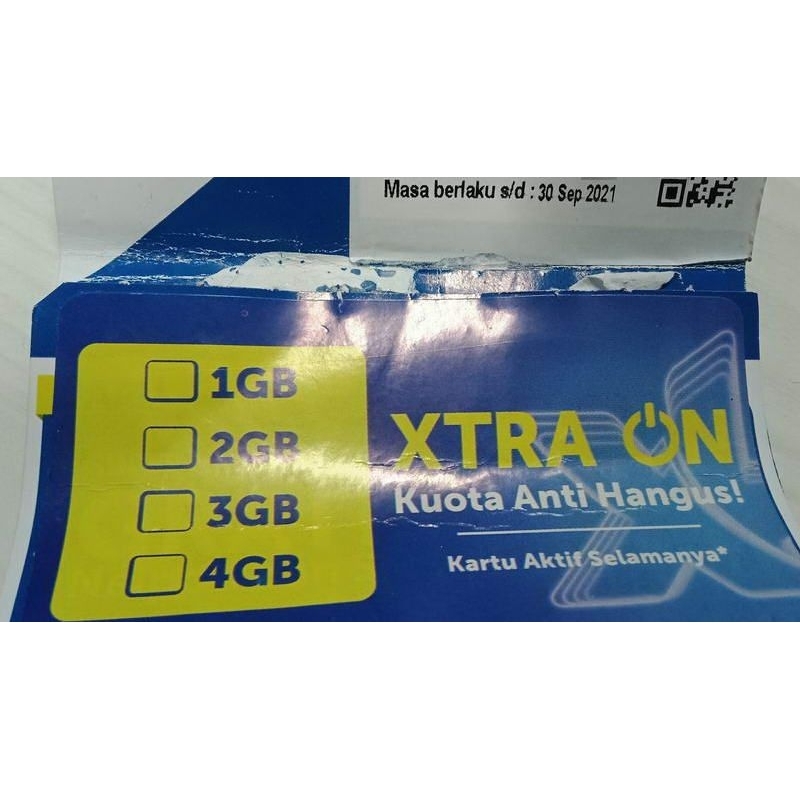 Masa berlaku s/d : 30 Sep 2021
1GB
2GB
3GB
4GB
XTRA ON
Kuota Anti Hangus!
Kartu Aktif Selamanya*